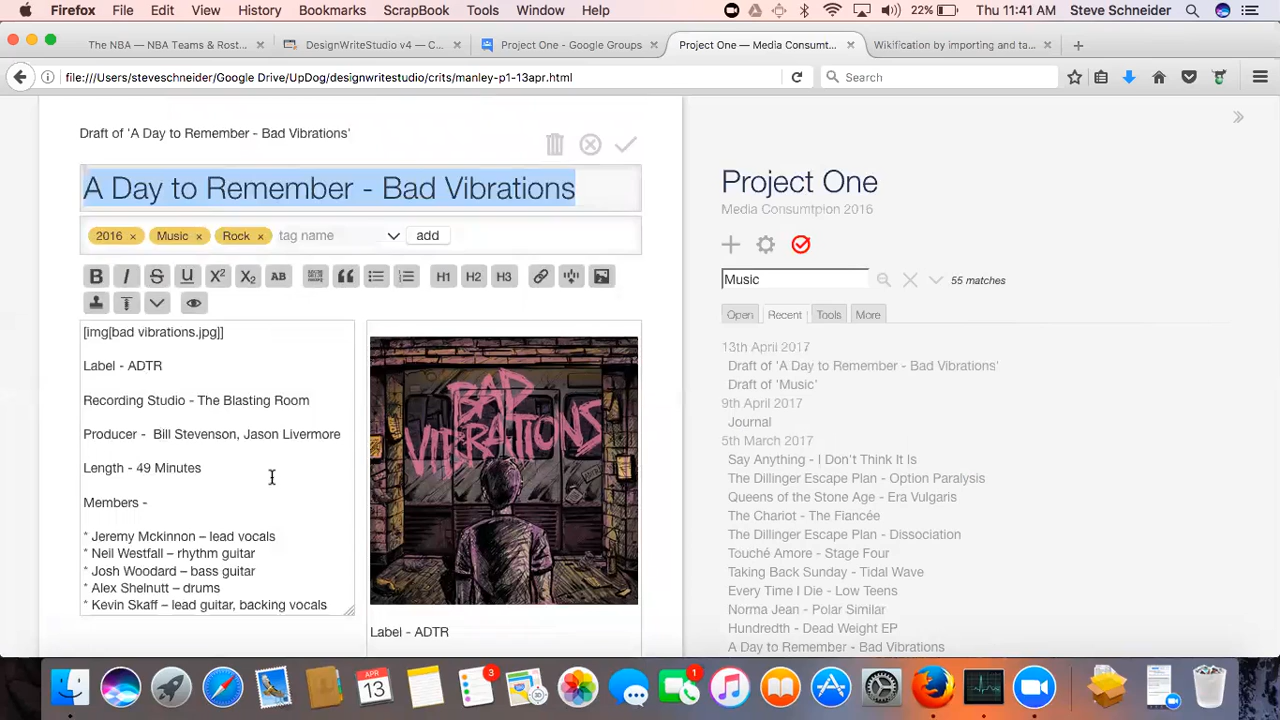 Firefox File Edit View History Bookmarks ScrapBook Tools Window Help 22% Thu 11:41 AM Steve Schneider
The NBA — NBA Teams & Rost... × DesignWriteStudio v4 — C... × Project One - Google Groups × Project One — Media Consumt... × Wikification by importing and ta... ×
file:///Users/steveschneider/Google Drive/UpDog/designwritestudio/crits/manley-p1-13apr.html Search
Draft of 'A Day to Remember - Bad Vibrations'
A Day to Remember - Bad Vibrations
2016 × Music × Rock × tag name add
B I S U X² X₂ AB H1 H2 H3
[img[bad vibrations.jpg]]
Label - ADTR
Recording Studio - The Blasting Room
Producer -  Bill Stevenson, Jason Livermore
Length - 49 Minutes
Members -
* Jeremy Mckinnon – lead vocals
* Neil Westfall – rhythm guitar
* Josh Woodard – bass guitar
* Alex Shelnutt – drums
* Kevin Skaff – lead guitar, backing vocals
BAD
VIBRATIONS
Label - ADTR
Project One
Media Consumtpion 2016
Music 55 matches
Open Recent Tools More
13th April 2017
Draft of 'A Day to Remember - Bad Vibrations'
Draft of 'Music'
9th April 2017
Journal
5th March 2017
Say Anything - I Don't Think It Is
The Dillinger Escape Plan - Option Paralysis
Queens of the Stone Age - Era Vulgaris
The Chariot - The Fiancée
The Dillinger Escape Plan - Dissociation
Touché Amore - Stage Four
Taking Back Sunday - Tidal Wave
Every Time I Die - Low Teens
Norma Jean - Polar Similar
Hundredth - Dead Weight EP
A Day to Remember - Bad Vibrations
APR
13
3
1